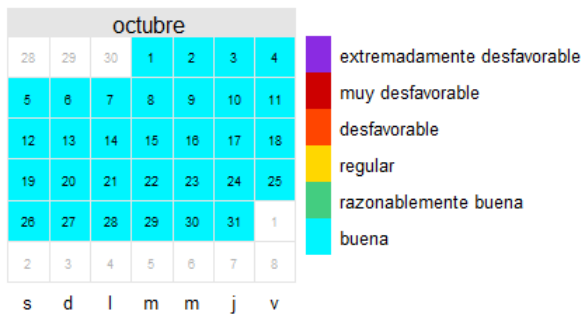 octubre
28 29 30 1 2 3 4
5 6 7 8 9 10 11
12 13 14 15 16 17 18
19 20 21 22 23 24 25
26 27 28 29 30 31 1
2 3 4 5 6 7 8
s d l m m j v
extremadamente desfavorable
muy desfavorable
desfavorable
regular
razonablemente buena
buena